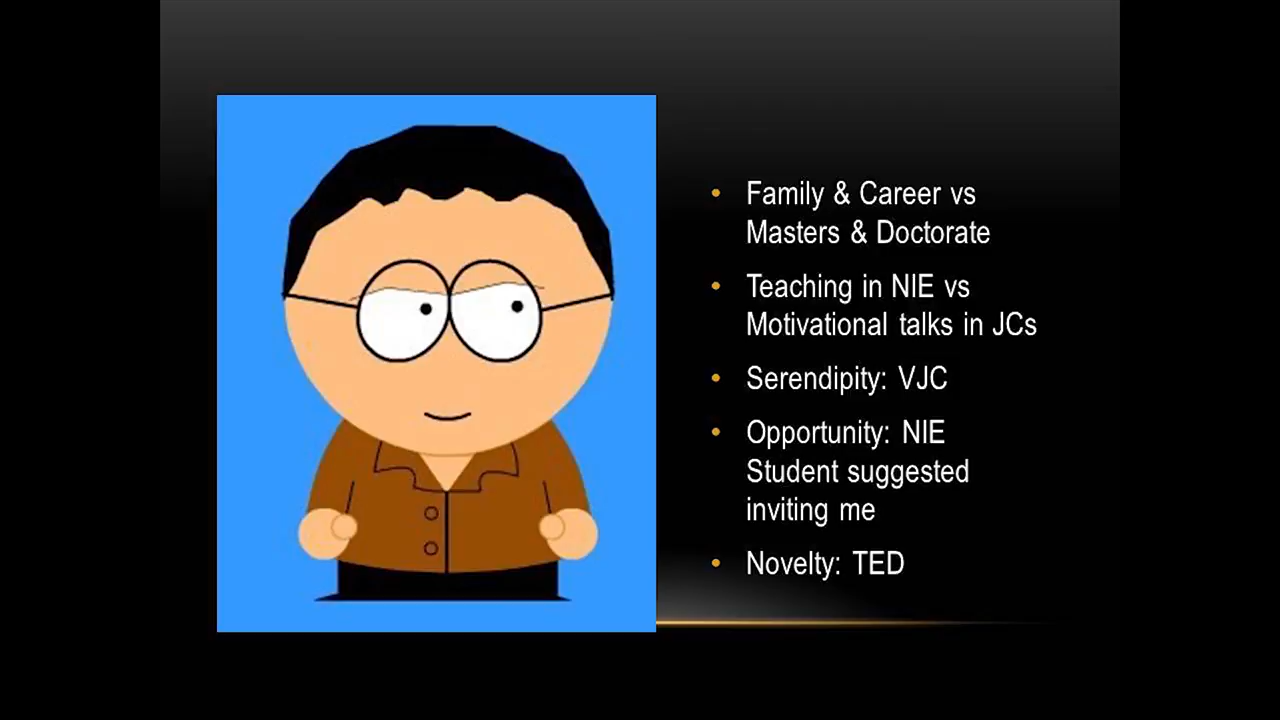 Family & Career vs
Masters & Doctorate
Teaching in NIE vs
Motivational talks in JCs
Serendipity: VJC
Opportunity: NIE
Student suggested
inviting me
Novelty: TED